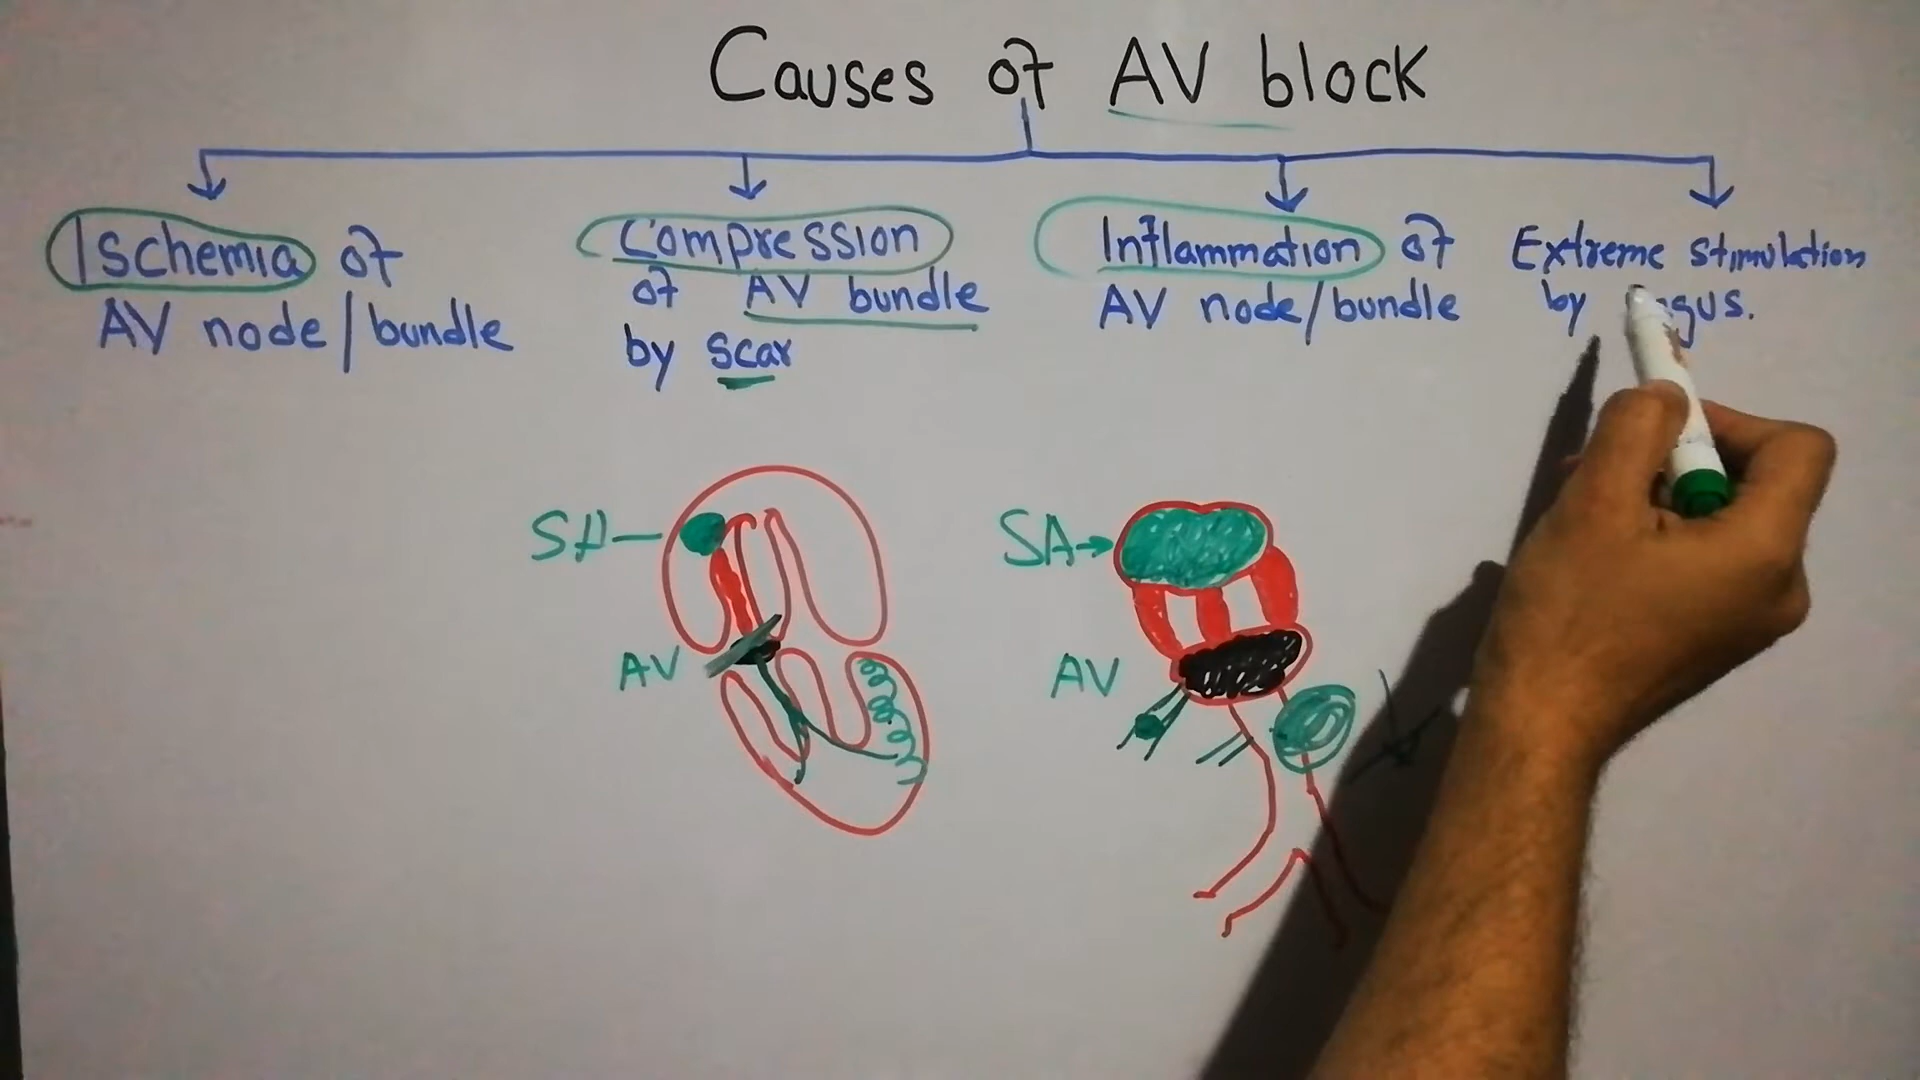 Causes of AV block
Ischemia of
AV node/bundle
Compression
of AV bundle
by scar
Inflammation of
AV node/bundle
Extreme stimulation
by
SA
AV
SA
AV